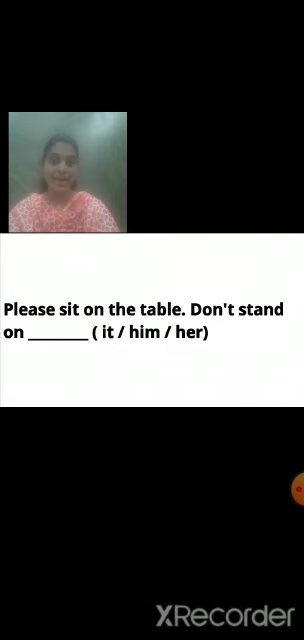 Please sit on the table. Don't stand
on ________ ( it / him / her)
XRecorder